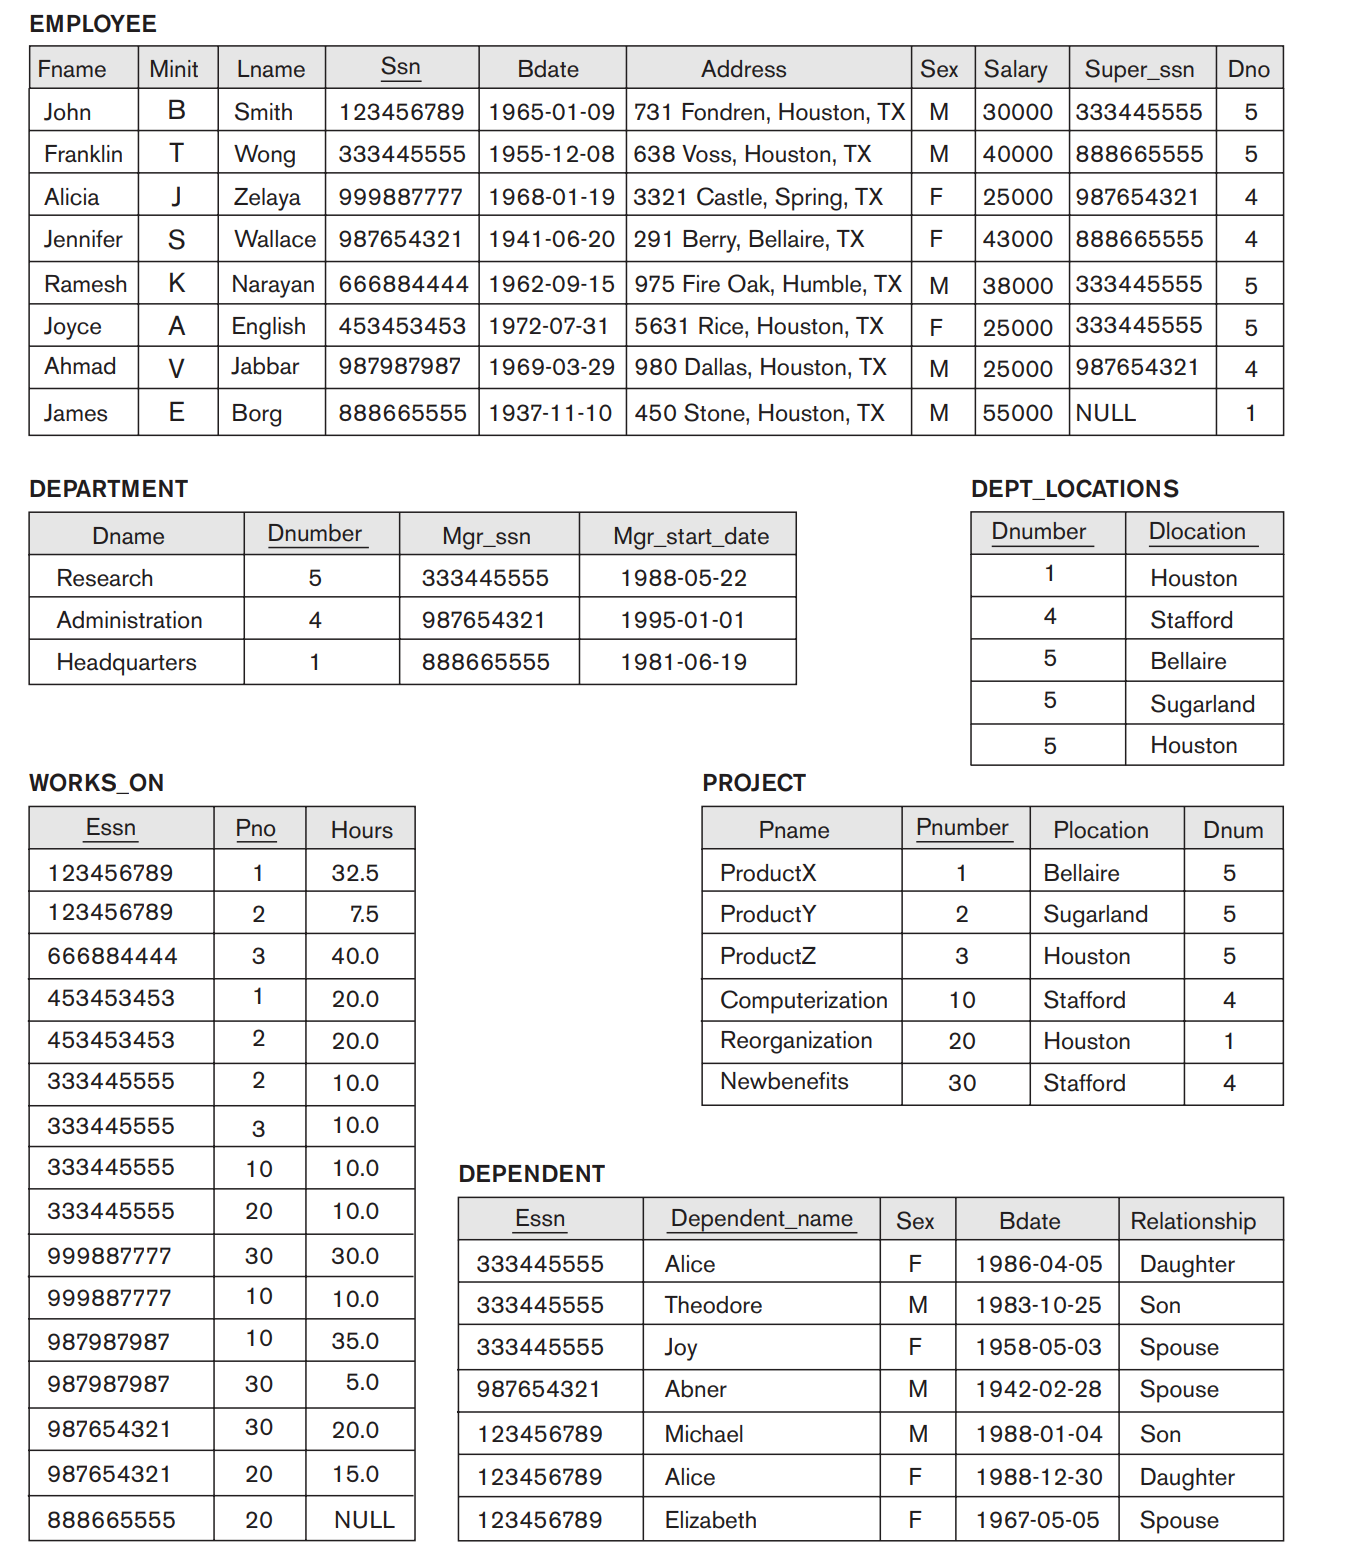 EMPLOYEE
Fname Minit Lname Ssn Bdate Address Sex Salary Super_ssn Dno
John B Smith 123456789 1965-01-09 731 Fondren, Houston, TX M 30000 333445555 5
Franklin T Wong 333445555 1955-12-08 638 Voss, Houston, TX M 40000 888665555 5
Alicia J Zelaya 999887777 1968-01-19 3321 Castle, Spring, TX F 25000 987654321 4
Jennifer S Wallace 987654321 1941-06-20 291 Berry, Bellaire, TX F 43000 888665555 4
Ramesh K Narayan 666884444 1962-09-15 975 Fire Oak, Humble, TX M 38000 333445555 5
Joyce A English 453453453 1972-07-31 5631 Rice, Houston, TX F 25000 333445555 5
Ahmad V Jabbar 987987987 1969-03-29 980 Dallas, Houston, TX M 25000 987654321 4
James E Borg 888665555 1937-11-10 450 Stone, Houston, TX M 55000 NULL 1
DEPARTMENT
Dname Dnumber Mgr_ssn Mgr_start_date
Research 5 333445555 1988-05-22
Administration 4 987654321 1995-01-01
Headquarters 1 888665555 1981-06-19
DEPT_LOCATIONS
Dnumber Dlocation
1 Houston
4 Stafford
5 Bellaire
5 Sugarland
5 Houston
WORKS_ON
Essn Pno Hours
123456789 1 32.5
123456789 2 7.5
666884444 3 40.0
453453453 1 20.0
453453453 2 20.0
333445555 2 10.0
333445555 3 10.0
333445555 10 10.0
333445555 20 10.0
999887777 30 30.0
999887777 10 10.0
987987987 10 35.0
987987987 30 5.0
987654321 30 20.0
987654321 20 15.0
888665555 20 NULL
PROJECT
Pname Pnumber Plocation Dnum
ProductX 1 Bellaire 5
ProductY 2 Sugarland 5
ProductZ 3 Houston 5
Computerization 10 Stafford 4
Reorganization 20 Houston 1
Newbenefits 30 Stafford 4
DEPENDENT
Essn Dependent_name Sex Bdate Relationship
333445555 Alice F 1986-04-05 Daughter
333445555 Theodore M 1983-10-25 Son
333445555 Joy F 1958-05-03 Spouse
987654321 Abner M 1942-02-28 Spouse
123456789 Michael M 1988-01-04 Son
123456789 Alice F 1988-12-30 Daughter
123456789 Elizabeth F 1967-05-05 Spouse